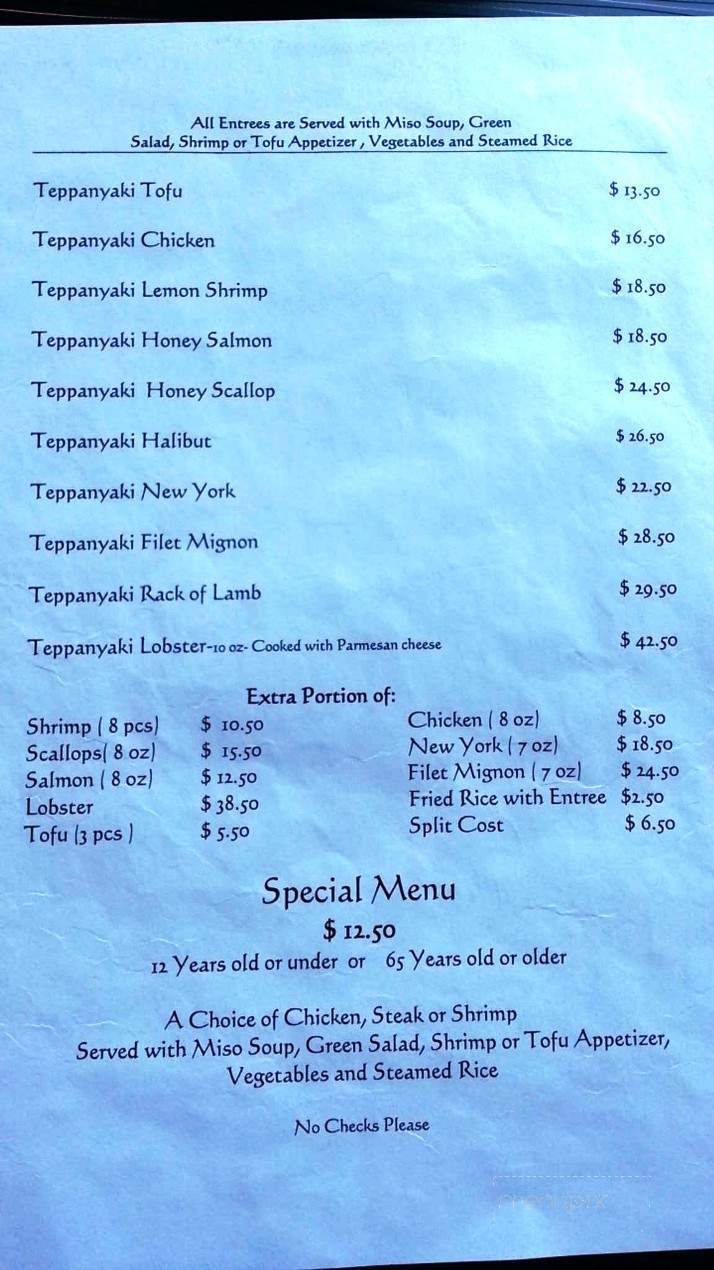 All Entrees are Served with Miso Soup, Green
Salad, Shrimp or Tofu Appetizer , Vegetables and Steamed Rice
Teppanyaki Tofu $ 13.50
Teppanyaki Chicken $ 16.50
Teppanyaki Lemon Shrimp $ 18.50
Teppanyaki Honey Salmon $ 18.50
Teppanyaki Honey Scallop $ 24.50
Teppanyaki Halibut $ 26.50
Teppanyaki New York $ 22.50
Teppanyaki Filet Mignon $ 28.50
Teppanyaki Rack of Lamb $ 29.50
Teppanyaki Lobster-10 oz- Cooked with Parmesan cheese $ 42.50
Extra Portion of:
Shrimp ( 8 pcs) $ 10.50 Chicken ( 8 oz) $ 8.50
Scallops( 8 oz) $ 15.50 New York ( 7 oz) $ 18.50
Salmon ( 8 oz) $ 12.50 Filet Mignon ( 7 oz) $ 24.50
Lobster $ 38.50 Fried Rice with Entree $2.50
Tofu (3 pcs ) $ 5.50 Split Cost $ 6.50
Special Menu
$ 12.50
12 Years old or under or 65 Years old or older
A Choice of Chicken, Steak or Shrimp
Served with Miso Soup, Green Salad, Shrimp or Tofu Appetizer,
Vegetables and Steamed Rice
No Checks Please